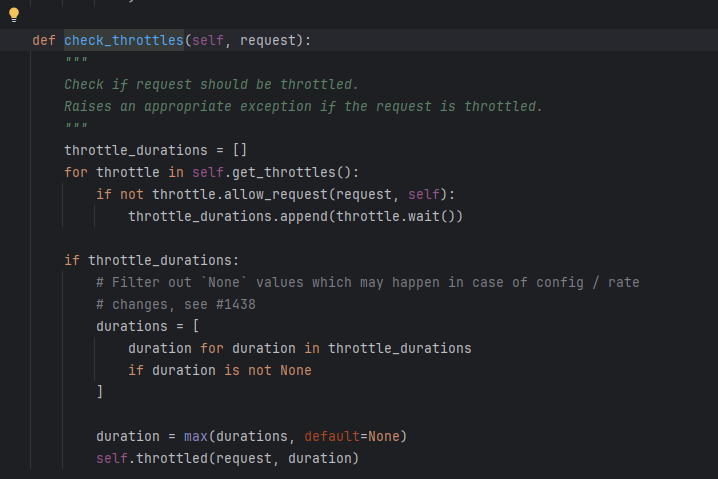 def check_throttles(self, request):
"""
Check if request should be throttled.
Raises an appropriate exception if the request is throttled.
"""
throttle_durations = []
for throttle in self.get_throttles():
if not throttle.allow_request(request, self):
throttle_durations.append(throttle.wait())
if throttle_durations:
# Filter out `None` values which may happen in case of config / rate
# changes, see #1438
durations = [
duration for duration in throttle_durations
if duration is not None
]
duration = max(durations, default=None)
self.throttled(request, duration)